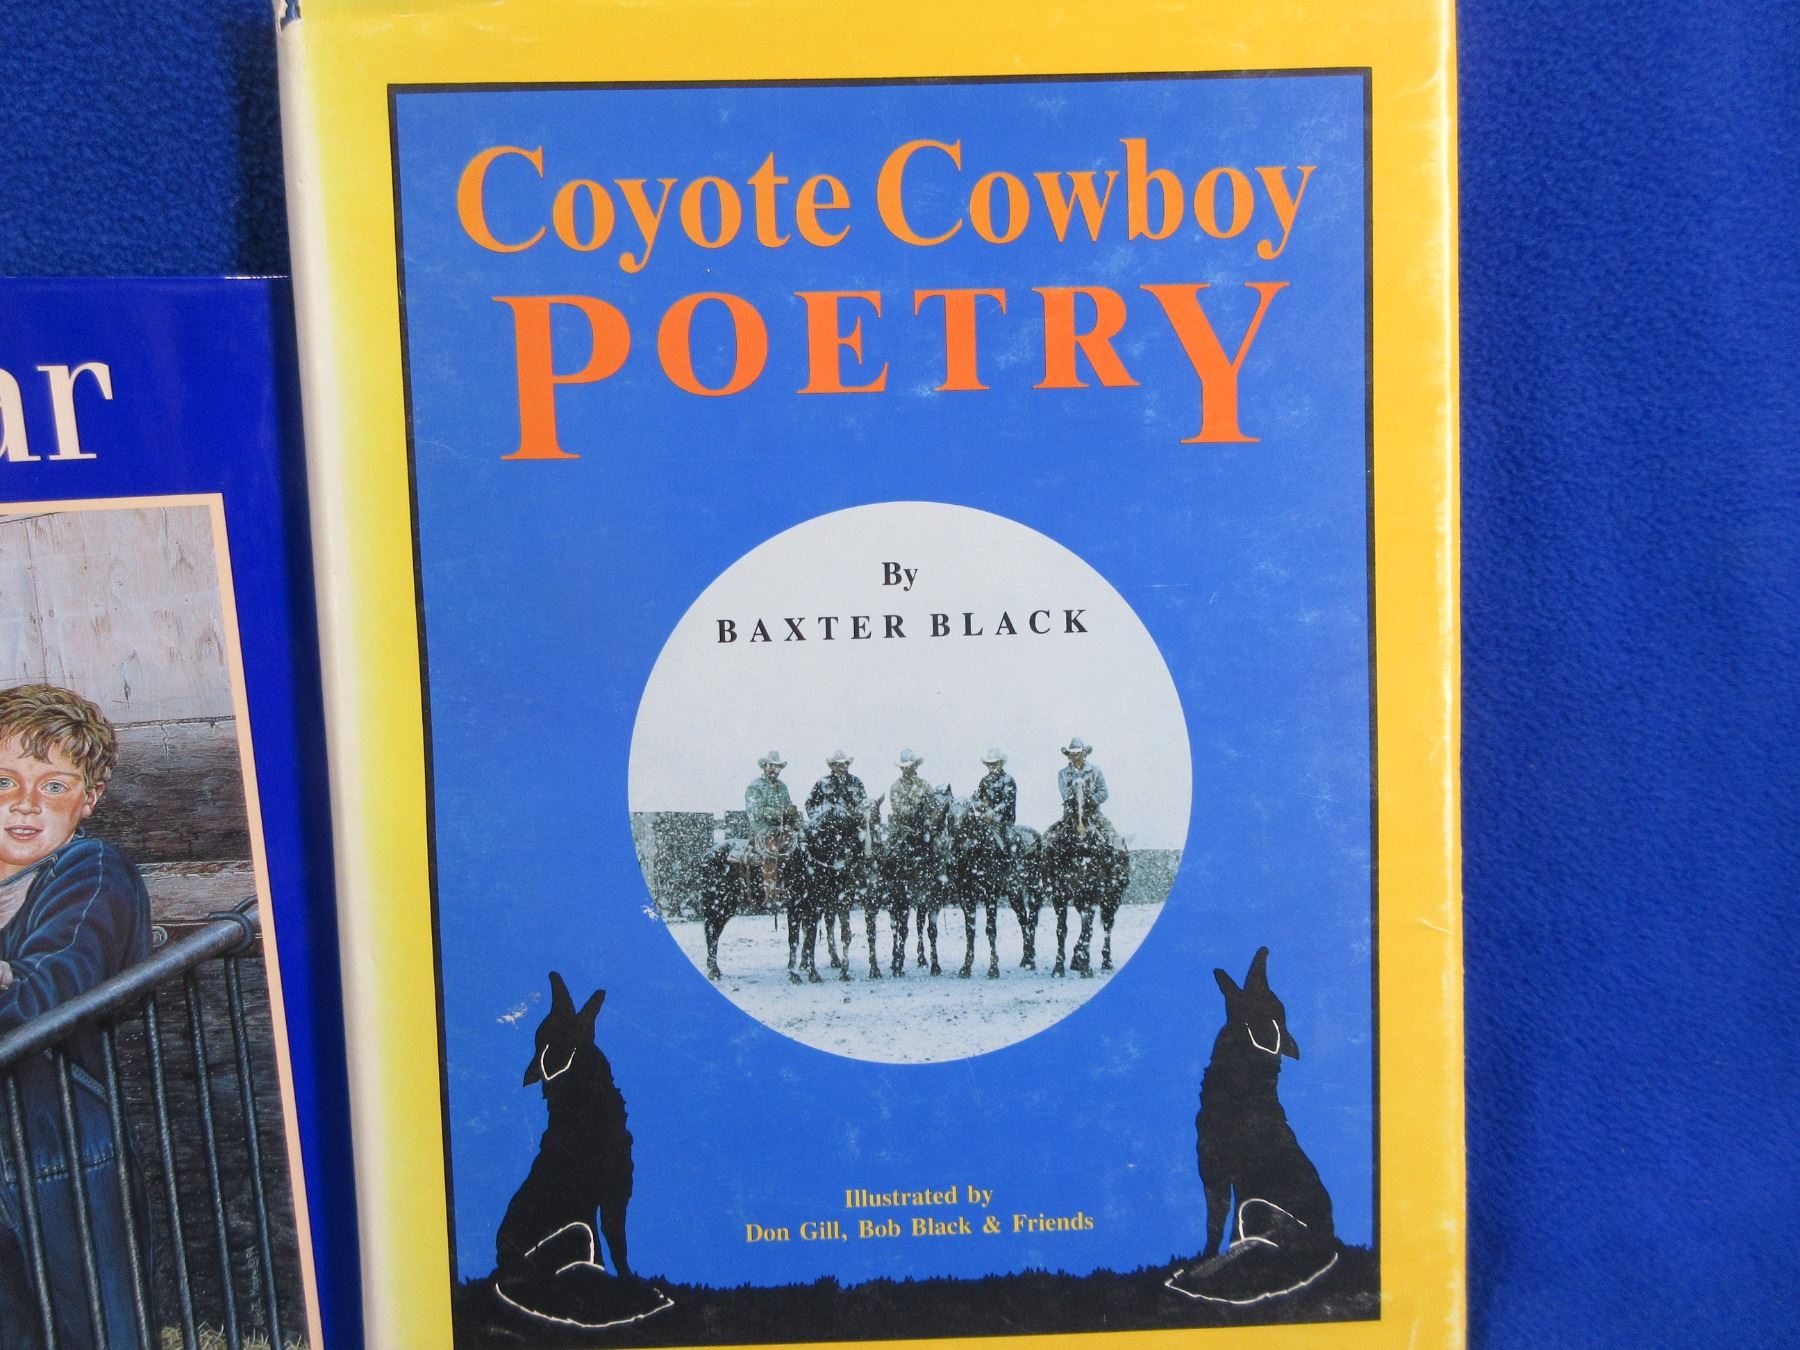 Coyote Cowboy
POETRY
By
BAXTER BLACK
Illustrated by
Don Gill, Bob Black & Friends
ar